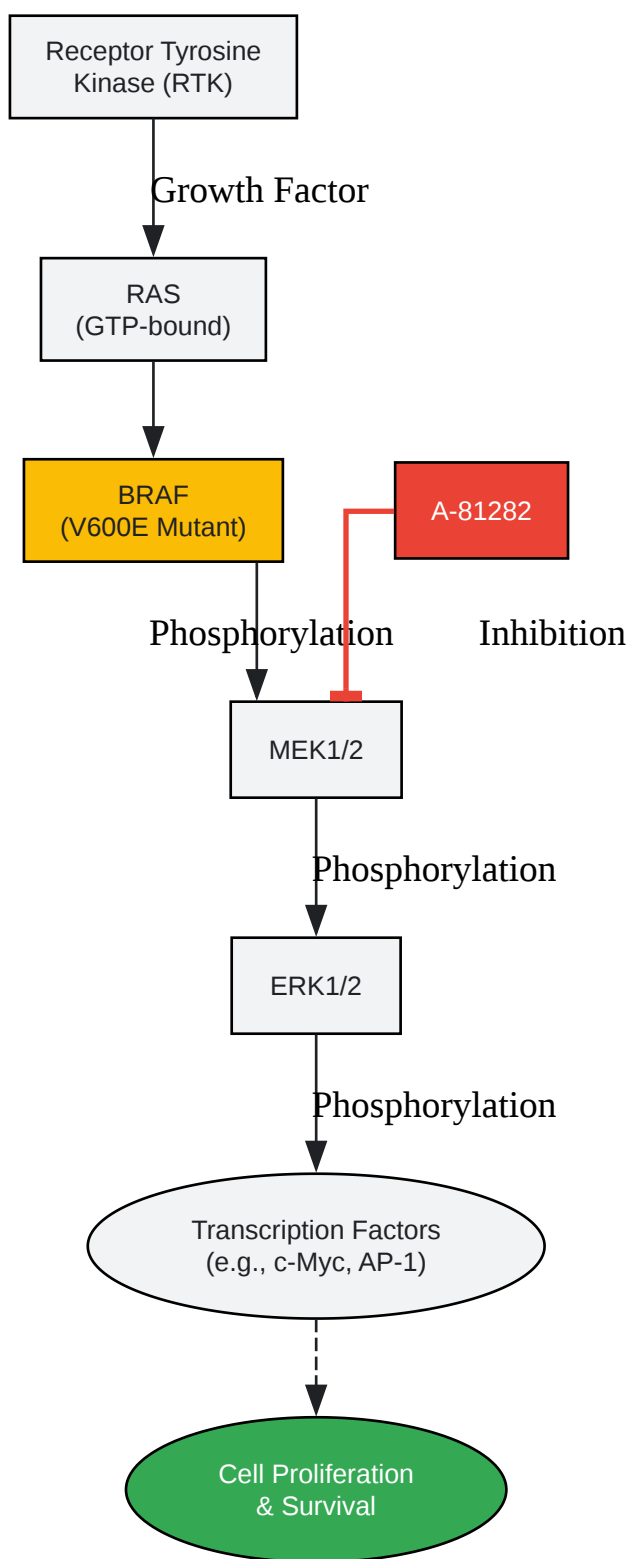 Receptor Tyrosine
Kinase (RTK)
Growth Factor
RAS
(GTP-bound)
BRAF
(V600E Mutant)
A-81282
Phosphorylation
Inhibition
MEK1/2
Phosphorylation
ERK1/2
Phosphorylation
Transcription Factors
(e.g., c-Myc, AP-1)
Cell Proliferation
& Survival